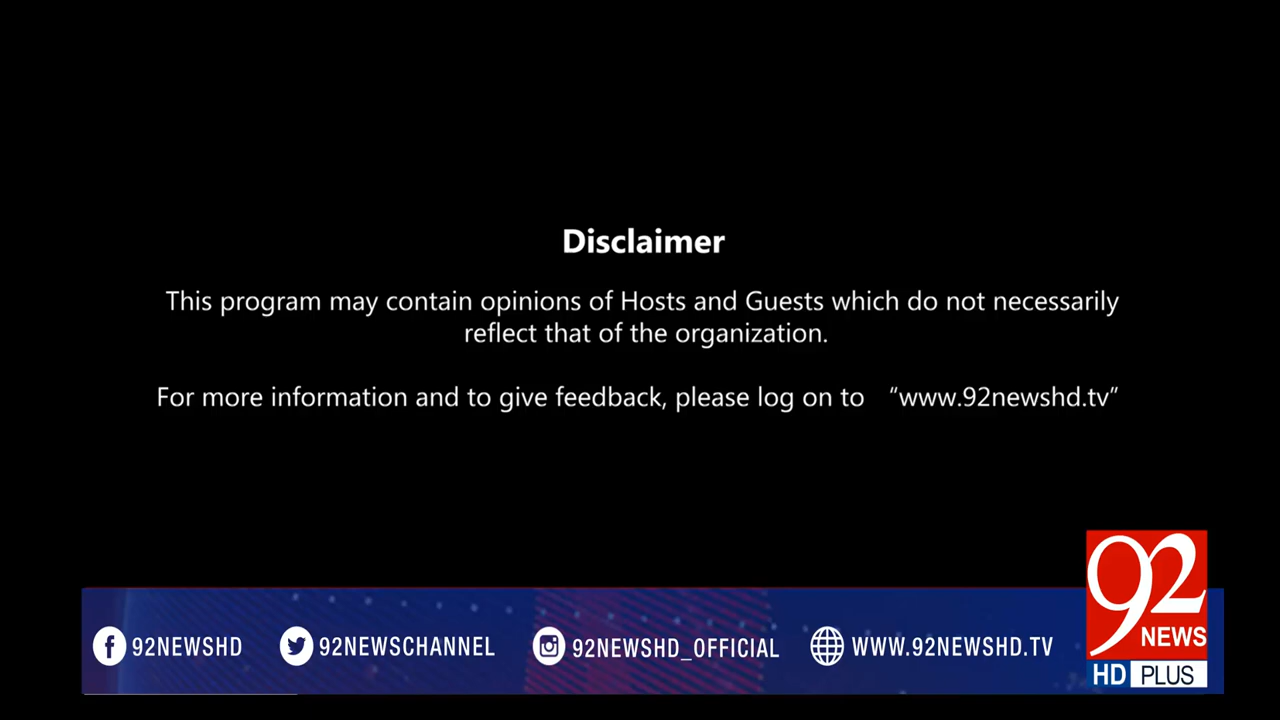 Disclaimer
This program may contain opinions of Hosts and Guests which do not necessarily
reflect that of the organization.
For more information and to give feedback, please log on to “www.92newshd.tv”
92NEWSHD 92NEWSCHANNEL 92NEWSHD_OFFICIAL WWW.92NEWSHD.TV
92
NEWS
HD PLUS